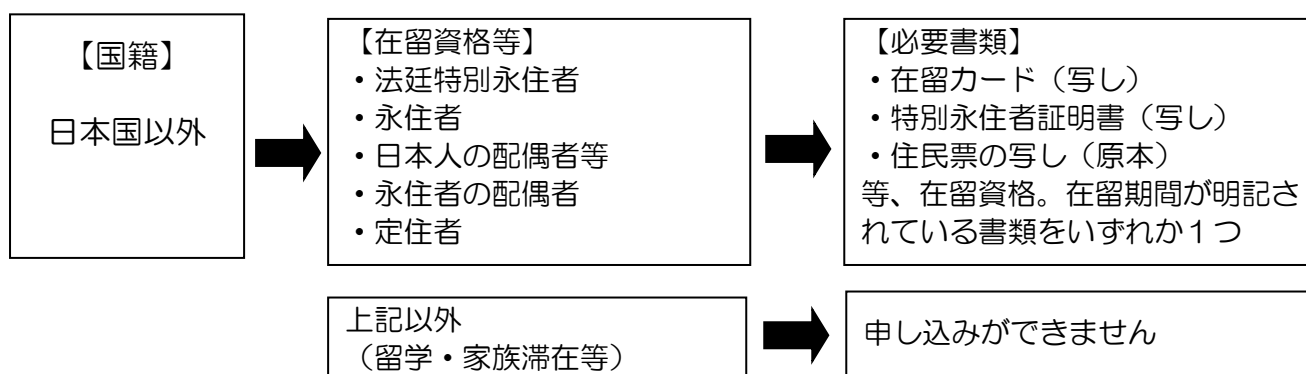 【国籍】
日本国以外
【在留資格等】
・法廷特別永住者
・永住者
・日本人の配偶者等
・永住者の配偶者
・定住者
【必要書類】
・在留カード（写し）
・特別永住者証明書（写し）
・住民票の写し（原本）
等、在留資格。在留期間が明記さ
れている書類をいずれか１つ
上記以外
（留学・家族滞在等）
申し込みができません